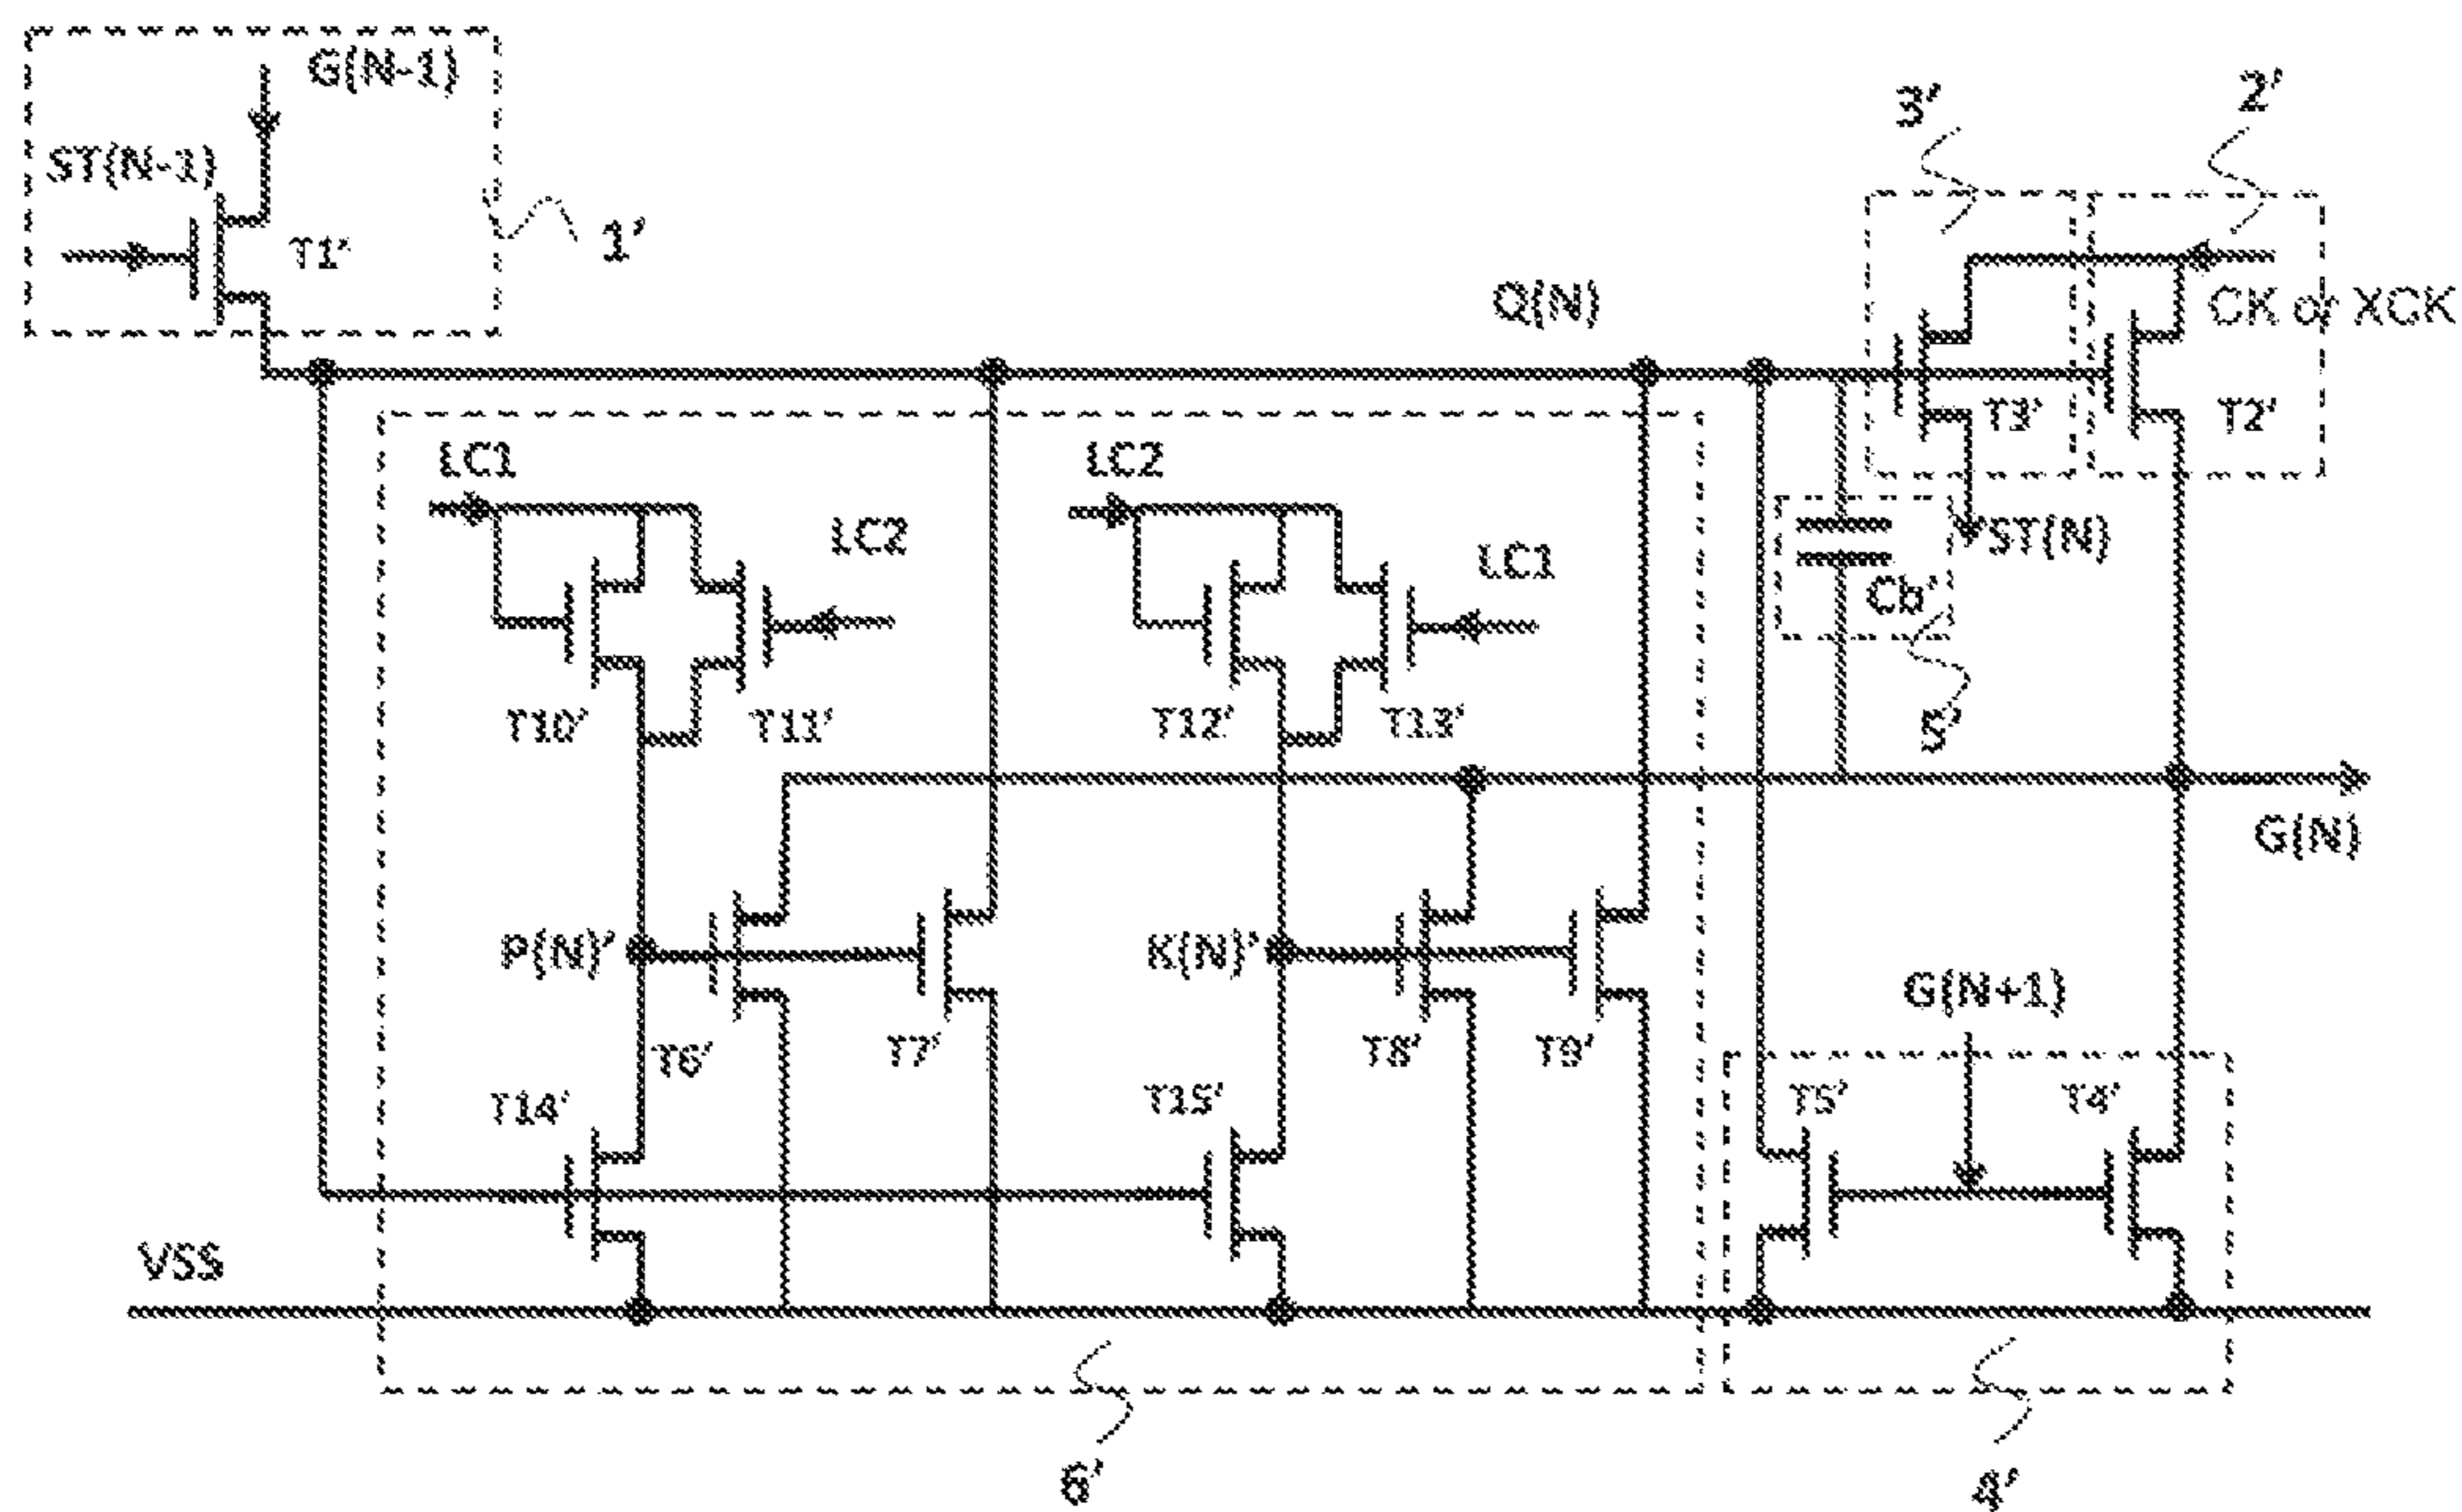 G(N-1)
ST(N-1)
T1'
1'
3'
2'
Q(N)
CK or XCK
T3'
T2'
LC1
LC2
LC2
LC1
ST(N)
Cb'
5'
T10'
T11'
T12'
T13'
G(N)
P(N)'
K(N)'
G(N+1)
T6'
T7'
T8'
T9'
T14'
T15'
T5'
T4'
VSS
6'
4'